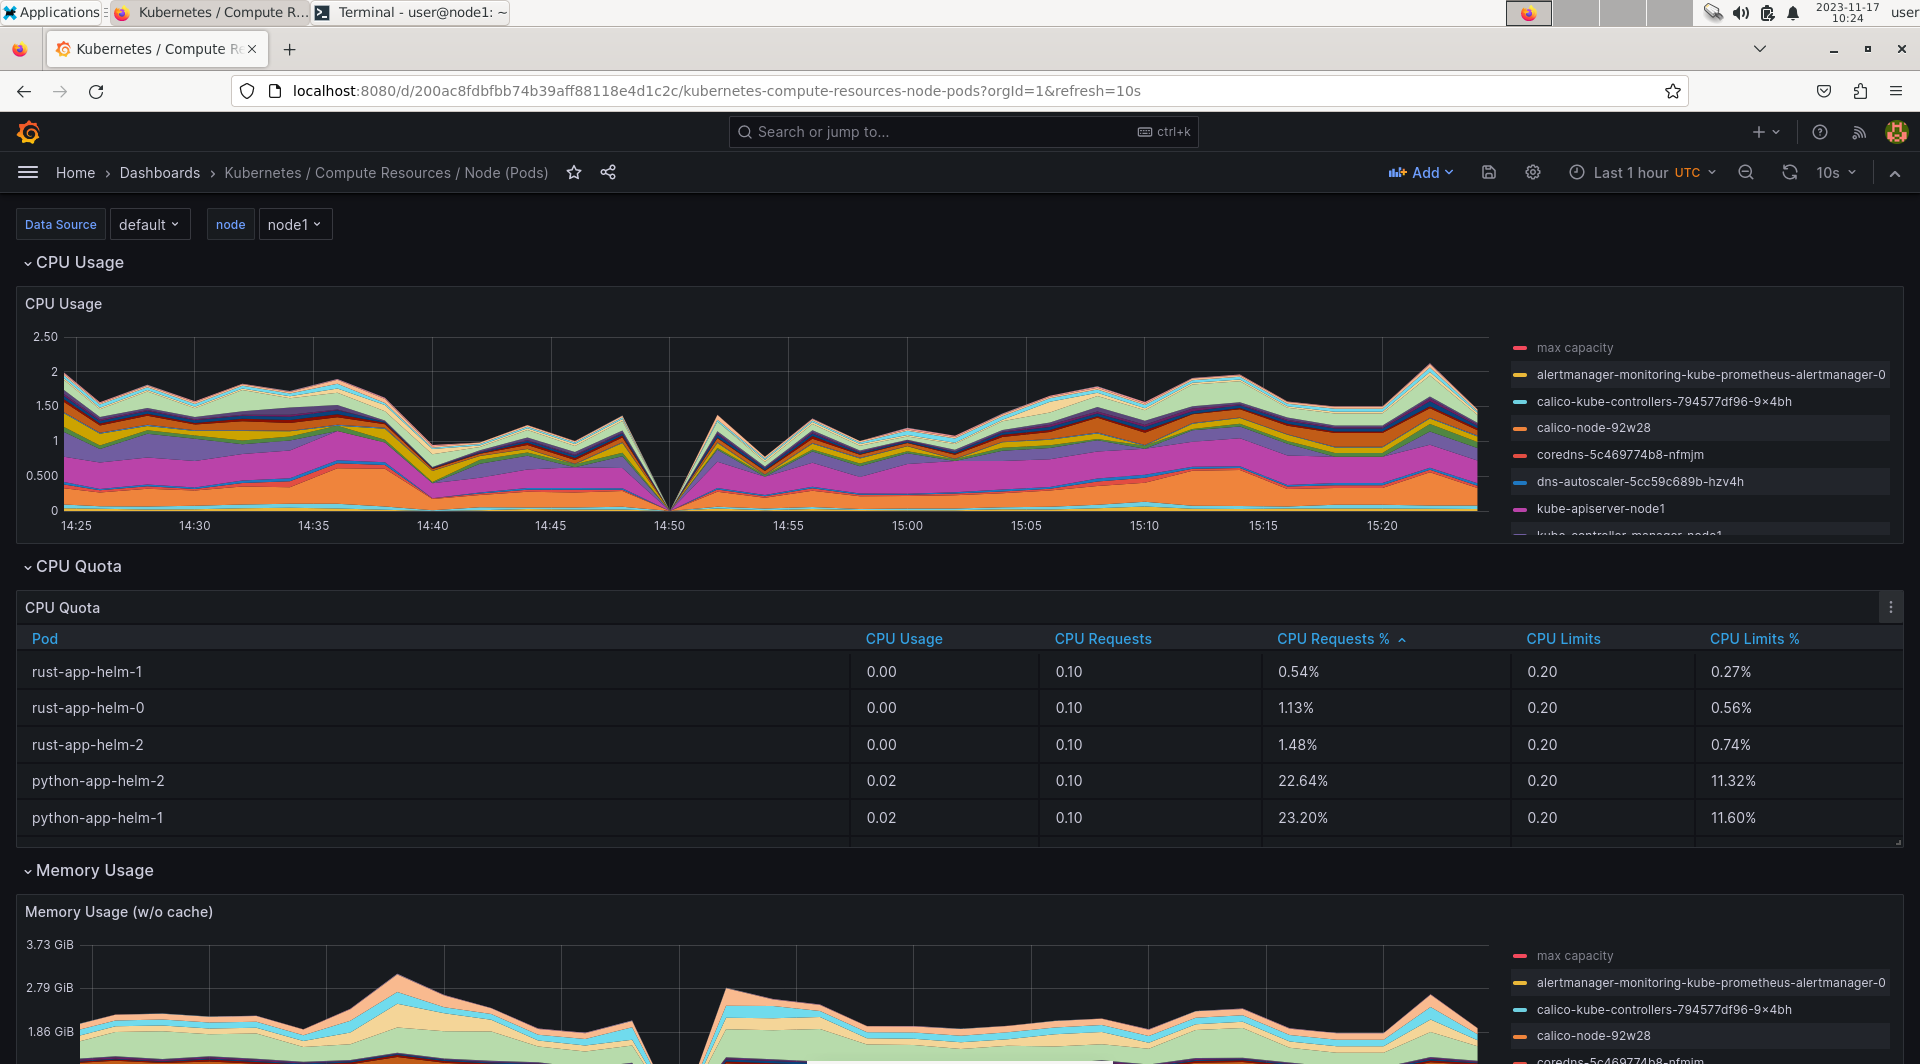 Applications
Kubernetes / Compute R...
Terminal - user@node1: ~
2023-11-17
10:24
user
Kubernetes / Compute Re
localhost:8080/d/200ac8fdbfbb74b39aff88118e4d1c2c/kubernetes-compute-resources-node-pods?orgId=1&refresh=10s
Search or jump to...
ctrl+k
Home › Dashboards › Kubernetes / Compute Resources / Node (Pods)
Add
Last 1 hour UTC
10s
Data Source default
node node1
CPU Usage
CPU Usage
2.50
2
1.50
1
0.500
0
14:25 14:30 14:35 14:40 14:45 14:50 14:55 15:00 15:05 15:10 15:15 15:20
max capacity
alertmanager-monitoring-kube-prometheus-alertmanager-0
calico-kube-controllers-794577df96-9x4bh
calico-node-92w28
coredns-5c469774b8-nfmjm
dns-autoscaler-5cc59c689b-hzv4h
kube-apiserver-node1
kube-controller-manager-node1
CPU Quota
CPU Quota
Pod CPU Usage CPU Requests CPU Requests % CPU Limits CPU Limits %
rust-app-helm-1 0.00 0.10 0.54% 0.20 0.27%
rust-app-helm-0 0.00 0.10 1.13% 0.20 0.56%
rust-app-helm-2 0.00 0.10 1.48% 0.20 0.74%
python-app-helm-2 0.02 0.10 22.64% 0.20 11.32%
python-app-helm-1 0.02 0.10 23.20% 0.20 11.60%
Memory Usage
Memory Usage (w/o cache)
3.73 GiB
2.79 GiB
1.86 GiB
max capacity
alertmanager-monitoring-kube-prometheus-alertmanager-0
calico-kube-controllers-794577df96-9x4bh
calico-node-92w28
coredns-5c469774b8-nfmjm